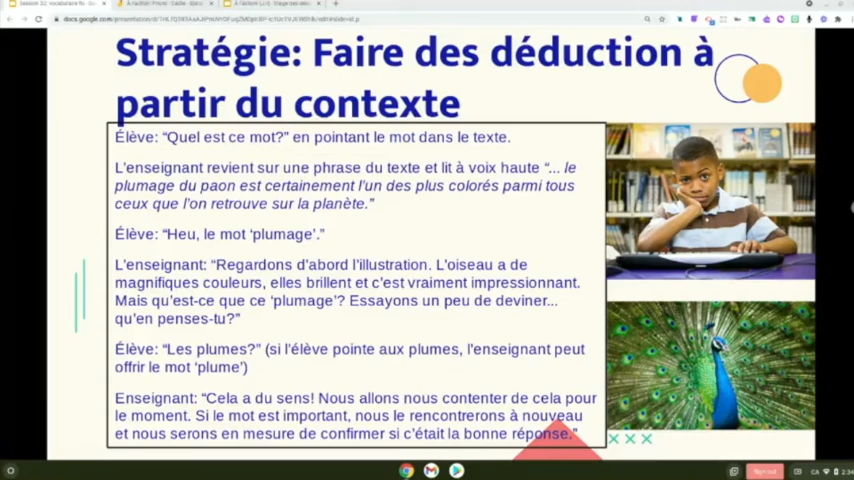 Stratégie: Faire des déduction à
partir du contexte
Élève: “Quel est ce mot?” en pointant le mot dans le texte.
L’enseignant revient sur une phrase du texte et lit à voix haute “... le
plumage du paon est certainement l’un des plus colorés parmi tous
ceux que l’on retrouve sur la planète.”
Élève: “Heu, le mot ‘plumage’.”
L’enseignant: “Regardons d’abord l’illustration. L’oiseau a de
magnifiques couleurs, elles brillent et c’est vraiment impressionnant.
Mais qu’est-ce que ce ‘plumage’? Essayons un peu de deviner...
qu’en penses-tu?”
Élève: “Les plumes?” (si l’élève pointe aux plumes, l’enseignant peut
offrir le mot ‘plume’)
Enseignant: “Cela a du sens! Nous allons nous contenter de cela pour
le moment. Si le mot est important, nous le rencontrerons à nouveau
et nous serons en mesure de confirmer si c’était la bonne réponse.”
Sign out
CA
2:34